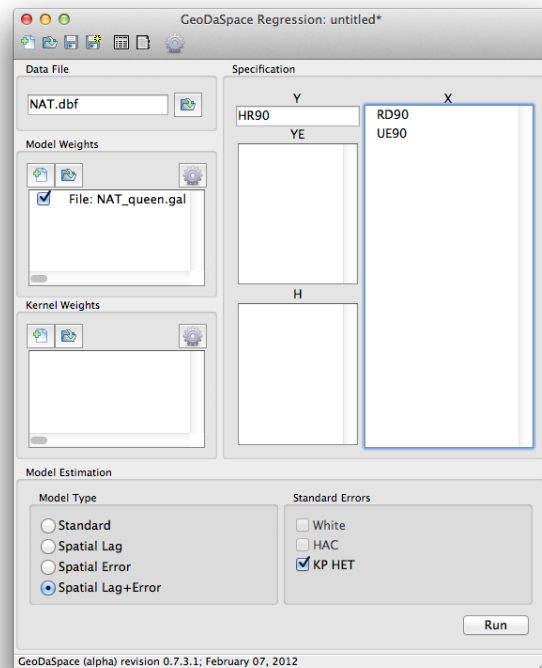 GeoDaSpace Regression: untitled*
Data File
NAT.dbf
Model Weights
File: NAT_queen.gal
Kernel Weights
Specification
Y
HR90
YE
H
X
RD90
UE90
Model Estimation
Model Type
Standard
Spatial Lag
Spatial Error
Spatial Lag+Error
Standard Errors
White
HAC
KP HET
Run
GeoDaSpace (alpha) revision 0.7.3.1; February 07, 2012